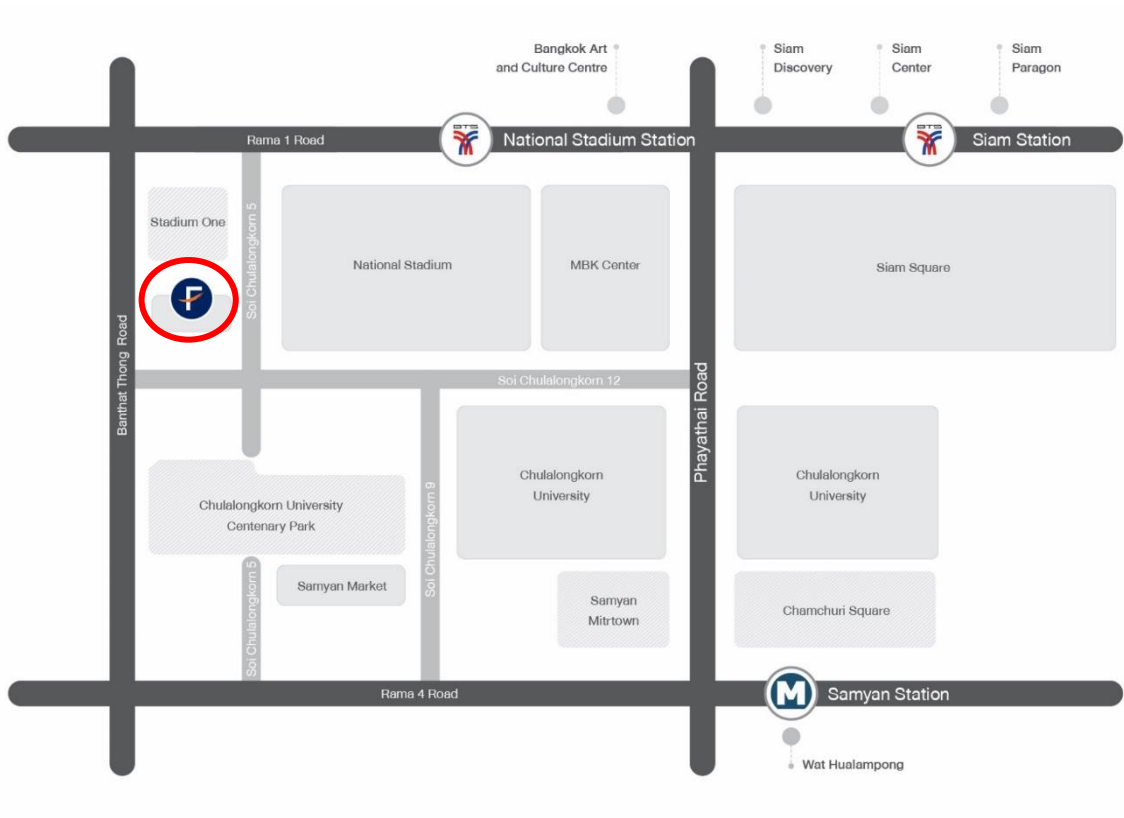 Bangkok Art
and Culture Centre
Siam
Discovery
Siam
Center
Siam
Paragon
Rama 1 Road
BTS
National Stadium Station
BTS
Siam Station
Stadium One
Soi Chulalongkorn 5
National Stadium
MBK Center
Siam Square
F
Banthat Thong Road
Soi Chulalongkorn 12
Phayathai Road
Chulalongkorn University
Centenary Park
Soi Chulalongkorn 9
Chulalongkorn
University
Chulalongkorn
University
Soi Chulalongkorn 5
Samyan Market
Samyan
Mitrtown
Chamchuri Square
Rama 4 Road
M
Samyan Station
Wat Hualampong